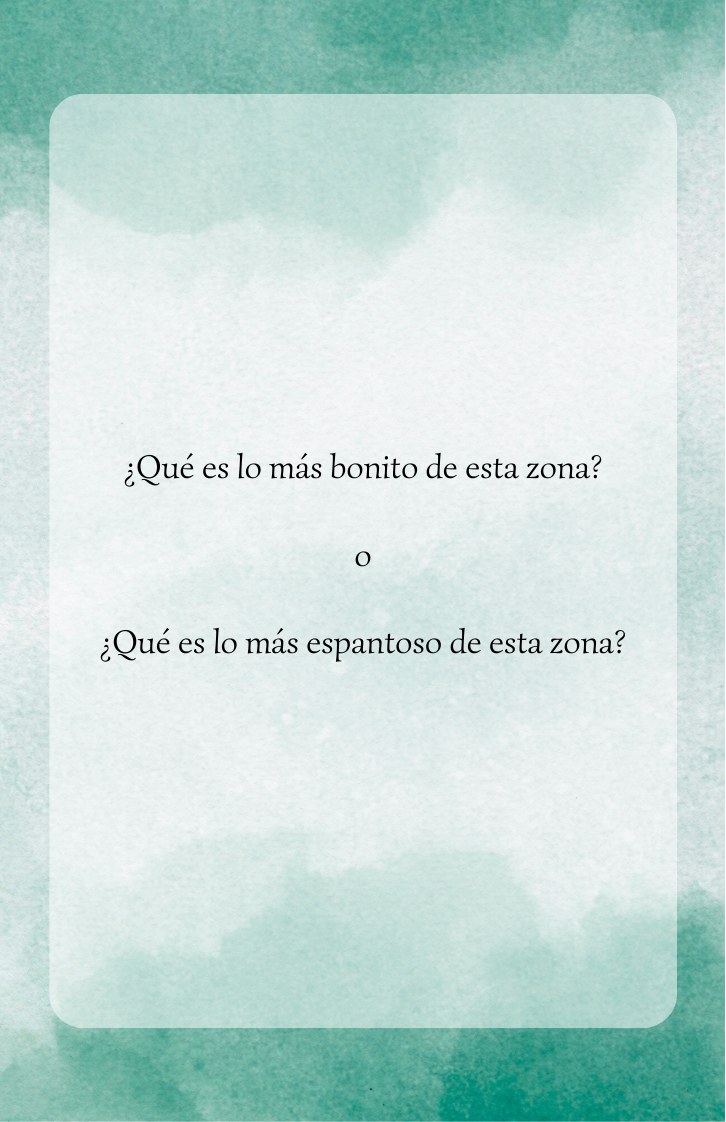 ¿Qué es lo más bonito de esta zona?
o
¿Qué es lo más espantoso de esta zona?